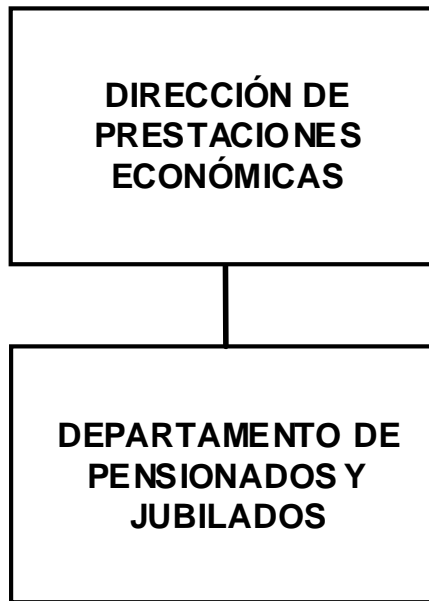 DIRECCIÓN DE
PRESTACIONES
ECONÓMICAS
DEPARTAMENTO DE
PENSIONADOS Y
JUBILADOS